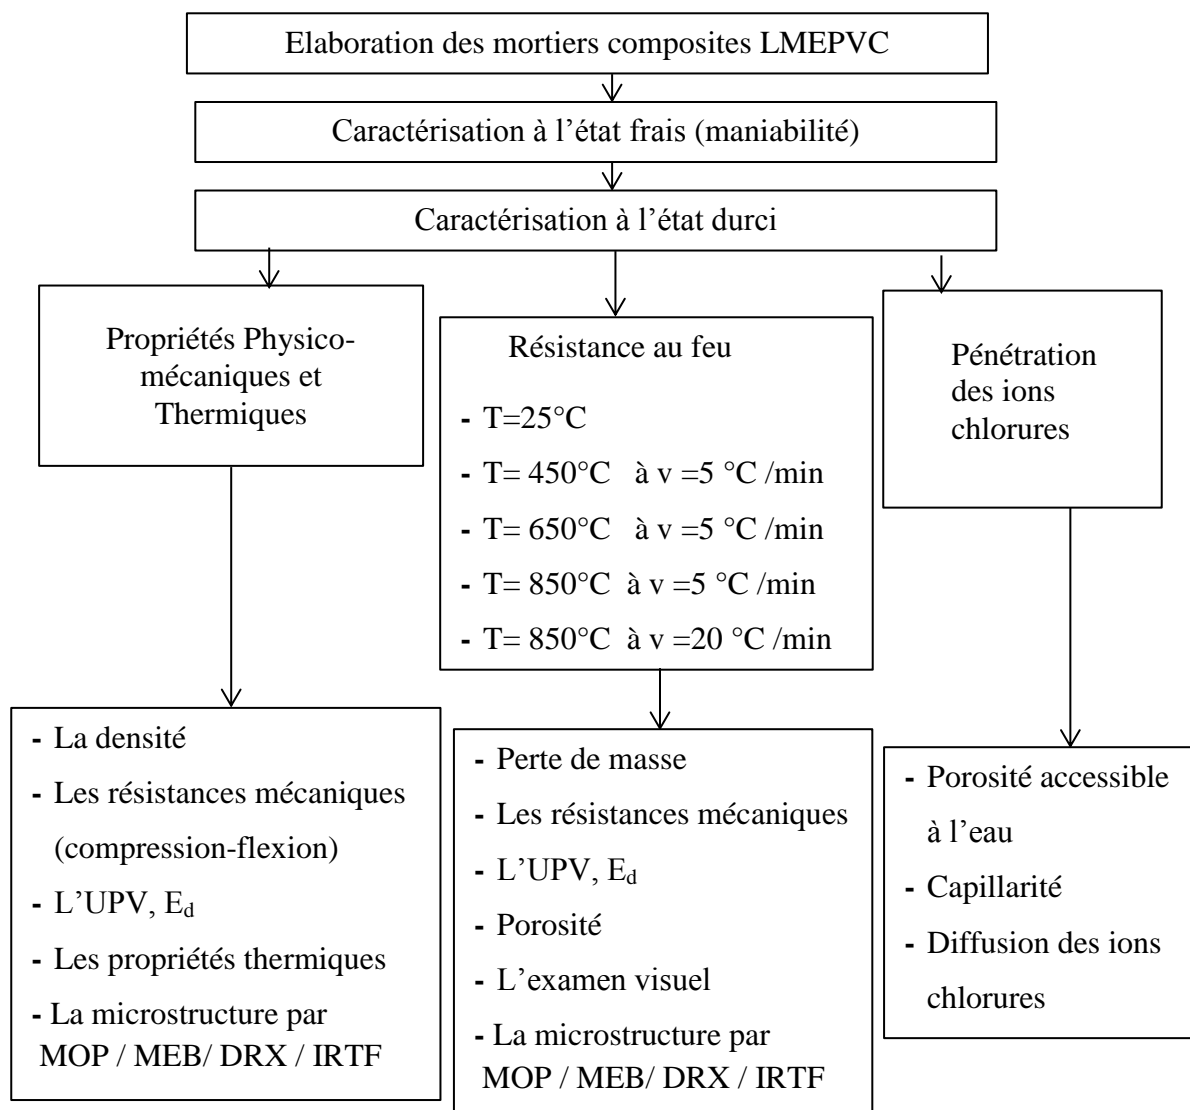 Elaboration des mortiers composites LMEPVC
Caractérisation à l’état frais (maniabilité)
Caractérisation à l’état durci
Propriétés Physico-
mécaniques et
Thermiques
Résistance au feu
- T=25°C
- T= 450°C à v =5 °C /min
- T= 650°C à v =5 °C /min
- T= 850°C à v =5 °C /min
- T= 850°C à v =20 °C /min
Pénétration
des ions
chlorures
- La densité
- Les résistances mécaniques
(compression-flexion)
- L’UPV, Ed
- Les propriétés thermiques
- La microstructure par
MOP / MEB/ DRX / IRTF
- Perte de masse
- Les résistances mécaniques
- L’UPV, Ed
- Porosité
- L’examen visuel
- La microstructure par
MOP / MEB/ DRX / IRTF
- Porosité accessible
à l’eau
- Capillarité
- Diffusion des ions
chlorures